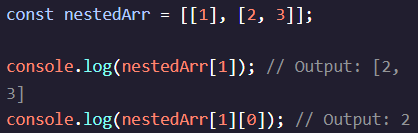 const nestedArr = [[1], [2, 3]];
console.log(nestedArr[1]); // Output: [2,
3]
console.log(nestedArr[1][0]); // Output: 2